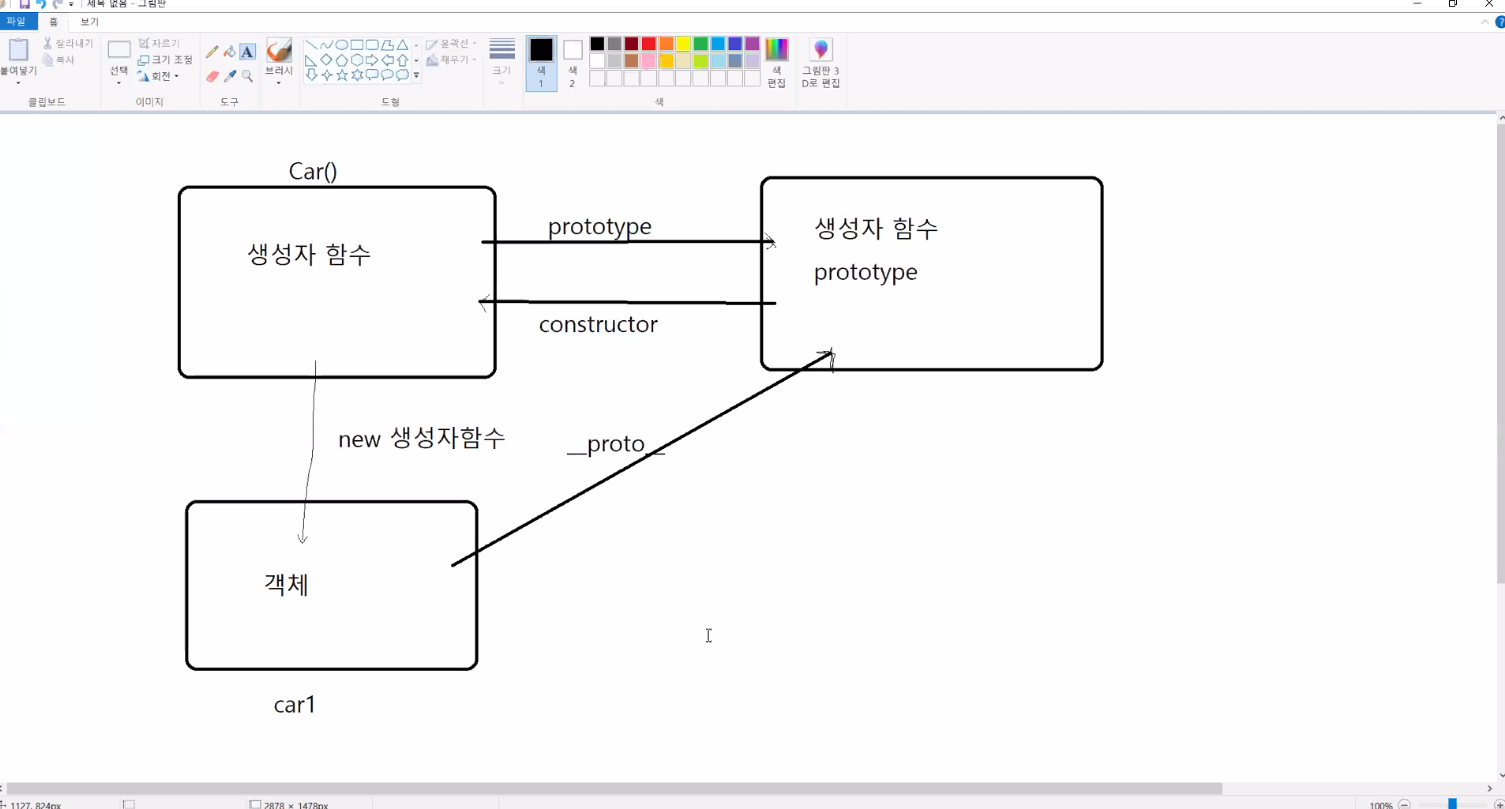 제목 없음 - 그림판
파일 홈 보기
붙여넣기
잘라내기
복사
클립보드
선택
자르기
크기 조정
회전
이미지
A
도구
브러시
윤곽선
채우기
도형
크기
색 1
색 2
색 편집
그림판 3D로 편집
색
Car()
생성자 함수
prototype
constructor
생성자 함수
prototype
new 생성자함수
__proto__
객체
car1
1127, 824px
2878 × 1478px
100%